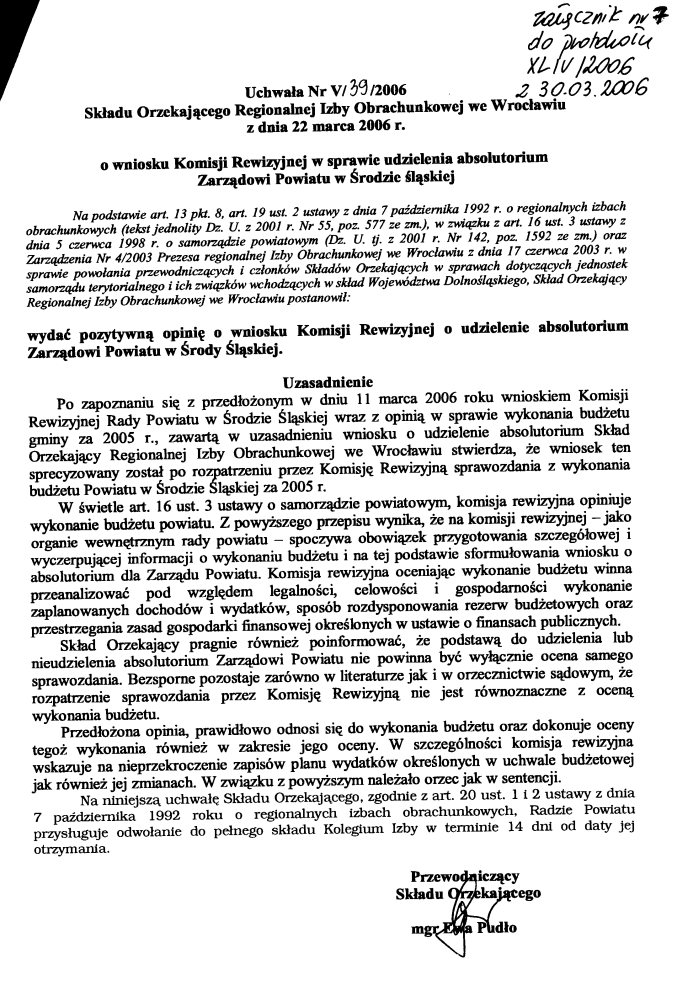 załącznik nr 7
do protokołu
XLIV/2006
z 30.03.2006
Uchwała Nr V/39/2006
Składu Orzekającego Regionalnej Izby Obrachunkowej we Wrocławiu
z dnia 22 marca 2006 r.
o wniosku Komisji Rewizyjnej w sprawie udzielenia absolutorium
Zarządowi Powiatu w Środzie śląskiej
Na podstawie art. 13 pkt. 8, art. 19 ust. 2 ustawy z dnia 7 października 1992 r. o regionalnych izbach
obrachunkowych (tekst jednolity Dz. U. z 2001 r. Nr 55, poz. 577 ze zm.), w związku z art. 16 ust. 3 ustawy z
dnia 5 czerwca 1998 r. o samorządzie powiatowym (Dz. U. tj. z 2001 r. Nr 142, poz. 1592 ze zm.) oraz
Zarządzenia Nr 4/2003 Prezesa regionalnej Izby Obrachunkowej we Wrocławiu z dnia 17 czerwca 2003 r. w
sprawie powołania przewodniczących i członków Składów Orzekających w sprawach dotyczących jednostek
samorządu terytorialnego i ich związków wchodzących w skład Województwa Dolnośląskiego, Skład Orzekający
Regionalnej Izby Obrachunkowej we Wrocławiu postanowił:
wydać pozytywną opinię o wniosku Komisji Rewizyjnej o udzielenie absolutorium
Zarządowi Powiatu w Środy Śląskiej.
Uzasadnienie
Po zapoznaniu się z przedłożonym w dniu 11 marca 2006 roku wnioskiem Komisji
Rewizyjnej Rady Powiatu w Środzie Śląskiej wraz z opinią w sprawie wykonania budżetu
gminy za 2005 r., zawartą w uzasadnieniu wniosku o udzielenie absolutorium Skład
Orzekający Regionalnej Izby Obrachunkowej we Wrocławiu stwierdza, że wniosek ten
sprecyzowany został po rozpatrzeniu przez Komisję Rewizyjną sprawozdania z wykonania
budżetu Powiatu w Środzie Śląskiej za 2005 r.
W świetle art. 16 ust. 3 ustawy o samorządzie powiatowym, komisja rewizyjna opiniuje
wykonanie budżetu powiatu. Z powyższego przepisu wynika, że na komisji rewizyjnej – jako
organie wewnętrznym rady powiatu – spoczywa obowiązek przygotowania szczegółowej i
wyczerpującej informacji o wykonaniu budżetu i na tej podstawie sformułowania wniosku o
absolutorium dla Zarządu Powiatu. Komisja rewizyjna oceniając wykonanie budżetu winna
przeanalizować pod względem legalności, celowości i gospodarności wykonanie
zaplanowanych dochodów i wydatków, sposób rozdysponowania rezerw budżetowych oraz
przestrzegania zasad gospodarki finansowej określonych w ustawie o finansach publicznych.
Skład Orzekający pragnie również poinformować, że podstawą do udzielenia lub
nieudzielenia absolutorium Zarządowi Powiatu nie powinna być wyłącznie ocena samego
sprawozdania. Bezsporne pozostaje zarówno w literaturze jak i w orzecznictwie sądowym, że
rozpatrzenie sprawozdania przez Komisję Rewizyjną nie jest równoznaczne z oceną
wykonania budżetu.
Przedłożona opinia, prawidłowo odnosi się do wykonania budżetu oraz dokonuje oceny
tegoż wykonania również w zakresie jego oceny. W szczególności komisja rewizyjna
wskazuje na nieprzekroczenie zapisów planu wydatków określonych w uchwale budżetowej
jak również jej zmianach. W związku z powyższym należało orzec jak w sentencji.
Na niniejszą uchwałę Składu Orzekającego, zgodnie z art. 20 ust. 1 i 2 ustawy z dnia
7 października 1992 roku o regionalnych izbach obrachunkowych, Radzie Powiatu
przysługuje odwołanie do pełnego składu Kolegium Izby w terminie 14 dni od daty jej
otrzymania.
Przewodniczący
Składu Orzekającego
mgr Ewa Pudło